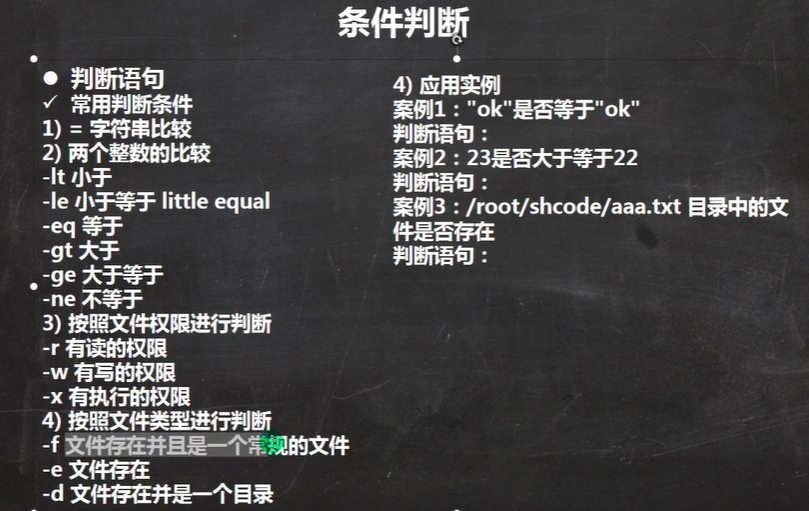 条件判断
● 判断语句
✓ 常用判断条件
1) = 字符串比较
2) 两个整数的比较
-lt 小于
-le 小于等于 little equal
-eq 等于
-gt 大于
-ge 大于等于
-ne 不等于
3) 按照文件权限进行判断
-r 有读的权限
-w 有写的权限
-x 有执行的权限
4) 按照文件类型进行判断
-f 文件存在并且是一个常规的文件
-e 文件存在
-d 文件存在并是一个目录
4) 应用实例
案例1："ok"是否等于"ok"
判断语句：
案例2：23是否大于等于22
判断语句：
案例3：/root/shcode/aaa.txt 目录中的文
件是否存在
判断语句：